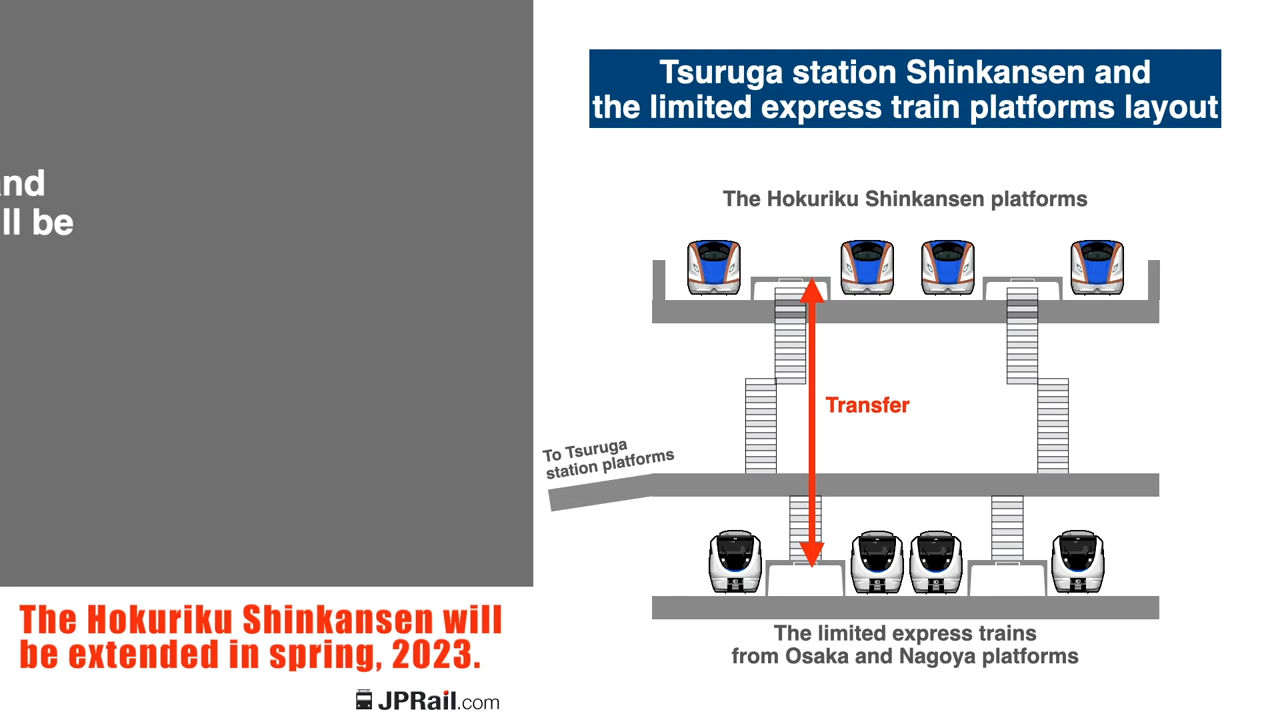 nd
ll be
Tsuruga station Shinkansen and
the limited express train platforms layout
The Hokuriku Shinkansen platforms
Transfer
To Tsuruga
station platforms
The limited express trains
from Osaka and Nagoya platforms
The Hokuriku Shinkansen will
be extended in spring, 2023.
JPRail.com